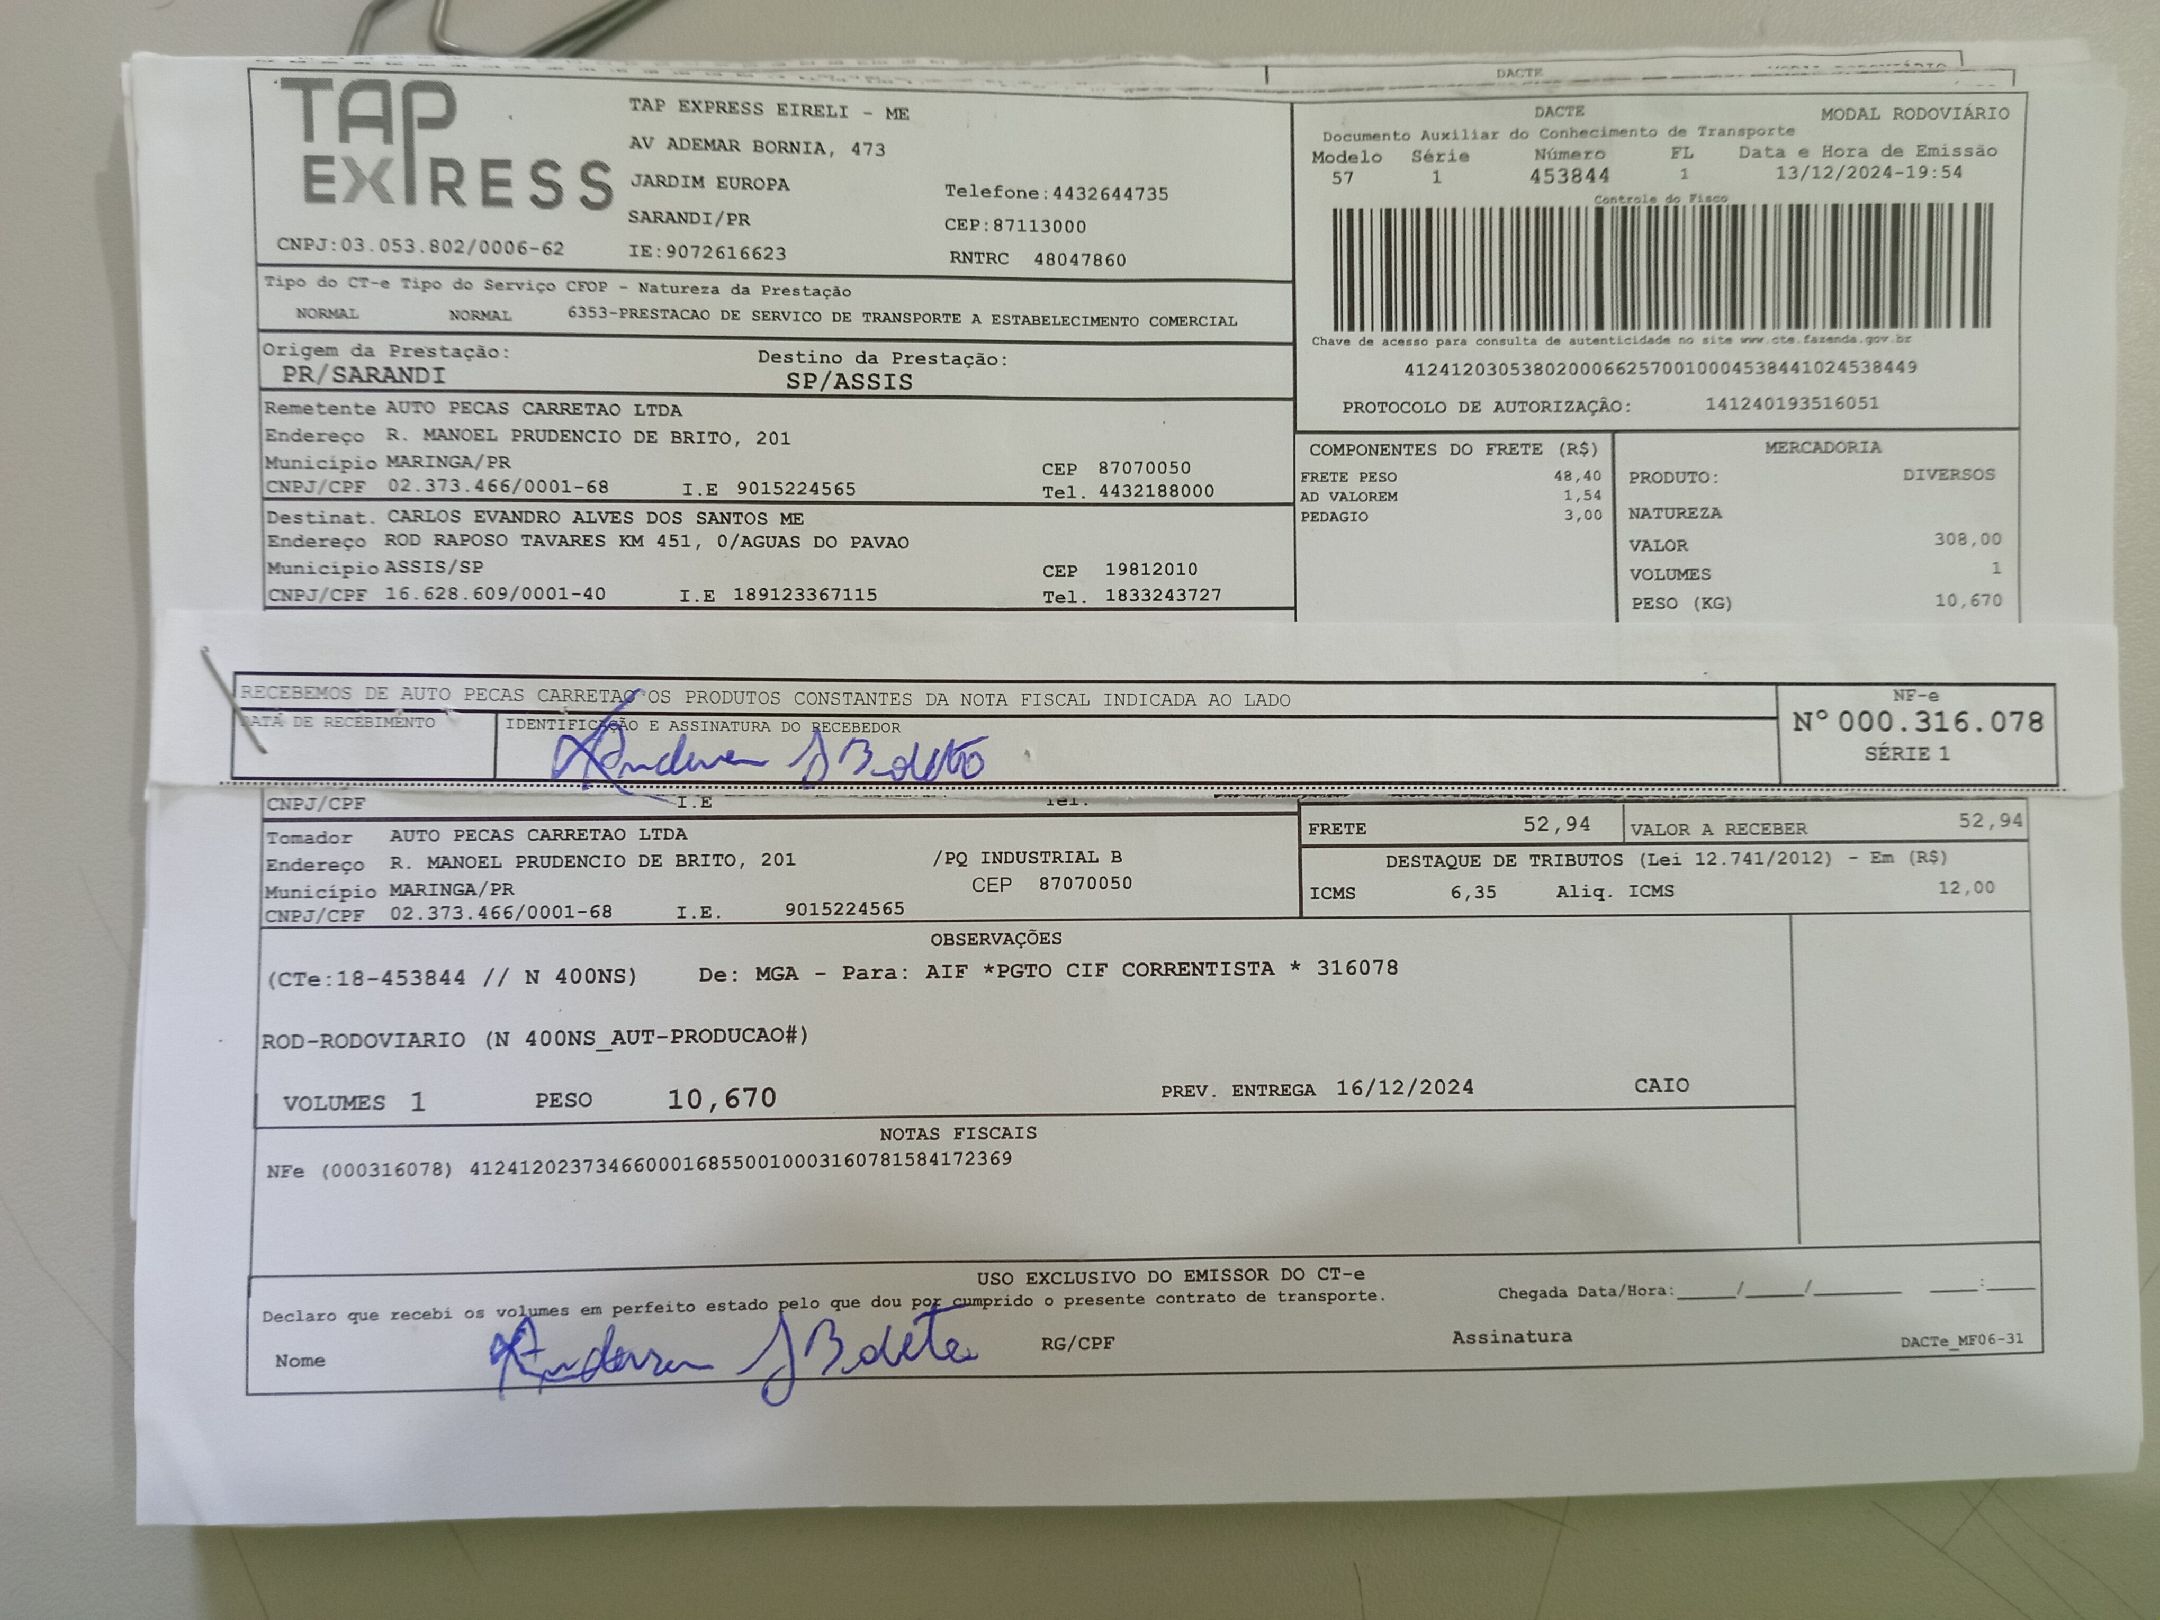 DACTE
TAP EXPRESS
TAP EXPRESS EIRELI - ME
AV ADEMAR BORNIA, 473
JARDIM EUROPA
SARANDI/PR
Telefone:4432644735
CEP:87113000
CNPJ:03.053.802/0006-62
IE:9072616623
RNTRC 48047860
DACTE MODAL RODOVIÁRIO
Documento Auxiliar do Conhecimento de Transporte
Modelo Série Número FL Data e Hora de Emissão
57 1 453844 1 13/12/2024-19:54
Controle do Fisco
Chave de acesso para consulta de autenticidade no site www.cte.fazenda.gov.br
41241203053802000662570010004538441024538449
PROTOCOLO DE AUTORIZAÇÃO: 141240193516051
Tipo do CT-e Tipo do Serviço CFOP - Natureza da Prestação
NORMAL NORMAL 6353-PRESTACAO DE SERVICO DE TRANSPORTE A ESTABELECIMENTO COMERCIAL
Origem da Prestação: Destino da Prestação:
PR/SARANDI SP/ASSIS
Remetente AUTO PECAS CARRETAO LTDA
Endereço R. MANOEL PRUDENCIO DE BRITO, 201
Município MARINGA/PR CEP 87070050
CNPJ/CPF 02.373.466/0001-68 I.E 9015224565 Tel. 4432188000
Destinat. CARLOS EVANDRO ALVES DOS SANTOS ME
Endereço ROD RAPOSO TAVARES KM 451, 0/AGUAS DO PAVAO
Município ASSIS/SP CEP 19812010
CNPJ/CPF 16.628.609/0001-40 I.E 189123367115 Tel. 1833243727
COMPONENTES DO FRETE (R$)
FRETE PESO 48,40
AD VALOREM 1,54
PEDAGIO 3,00
MERCADORIA
PRODUTO: DIVERSOS
NATUREZA
VALOR 308,00
VOLUMES 1
PESO (KG) 10,670
RECEBEMOS DE AUTO PECAS CARRETAO OS PRODUTOS CONSTANTES DA NOTA FISCAL INDICADA AO LADO
DATA DE RECEBIMENTO IDENTIFICAÇÃO E ASSINATURA DO RECEBEDOR
NF-e
Nº 000.316.078
SÉRIE 1
CNPJ/CPF I.E Tel.
Tomador AUTO PECAS CARRETAO LTDA
Endereço R. MANOEL PRUDENCIO DE BRITO, 201 /PQ INDUSTRIAL B
Município MARINGA/PR CEP 87070050
CNPJ/CPF 02.373.466/0001-68 I.E. 9015224565
FRETE 52,94 VALOR A RECEBER 52,94
DESTAQUE DE TRIBUTOS (Lei 12.741/2012) - Em (R$)
ICMS 6,35 Aliq. ICMS 12,00
OBSERVAÇÕES
(CTe:18-453844 // N 400NS) De: MGA - Para: AIF *PGTO CIF CORRENTISTA * 316078
ROD-RODOVIARIO (N 400NS_AUT-PRODUCAO#)
VOLUMES 1 PESO 10,670 PREV. ENTREGA 16/12/2024 CAIO
NOTAS FISCAIS
NFe (000316078) 41241202373466000168550010003160781584172369
USO EXCLUSIVO DO EMISSOR DO CT-e
Declaro que recebi os volumes em perfeito estado pelo que dou por cumprido o presente contrato de transporte. Chegada Data/Hora:____/____/______ ____:____
Nome RG/CPF Assinatura DACTe_MF06-31